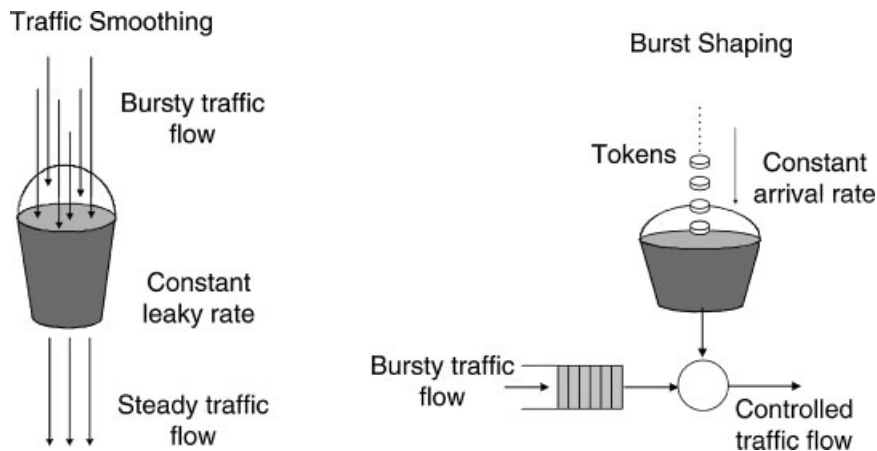 Traffic Smoothing
Bursty traffic
flow
Constant
leaky rate
Steady traffic
flow
Burst Shaping
Tokens
Constant
arrival rate
Bursty traffic
flow
Controlled
traffic flow